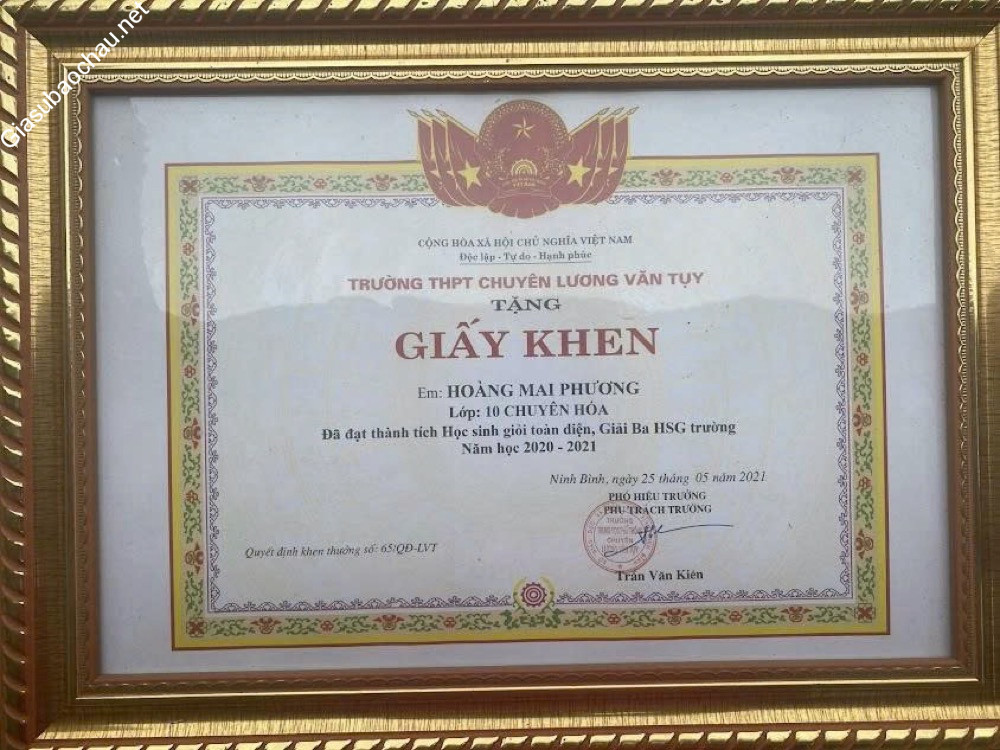 Giasubaochau.net
CỘNG HÒA XÃ HỘI CHỦ NGHĨA VIỆT NAM
Độc lập - Tự do - Hạnh phúc
TRƯỜNG THPT CHUYÊN LƯƠNG VĂN TỤY
TẶNG
GIẤY KHEN
Em: HOÀNG MAI PHƯƠNG
Lớp: 10 CHUYÊN HÓA
Đã đạt thành tích Học sinh giỏi toàn diện, Giải Ba HSG trường
Năm học 2020 - 2021
Ninh Bình, ngày 25 tháng 05 năm 2021
PHÓ HIỆU TRƯỞNG
PHỤ TRÁCH TRƯỜNG
TRƯỜNG
CHUYÊN
Quyết định khen thưởng số: 65/QĐ-LVT
Trần Văn Kiên